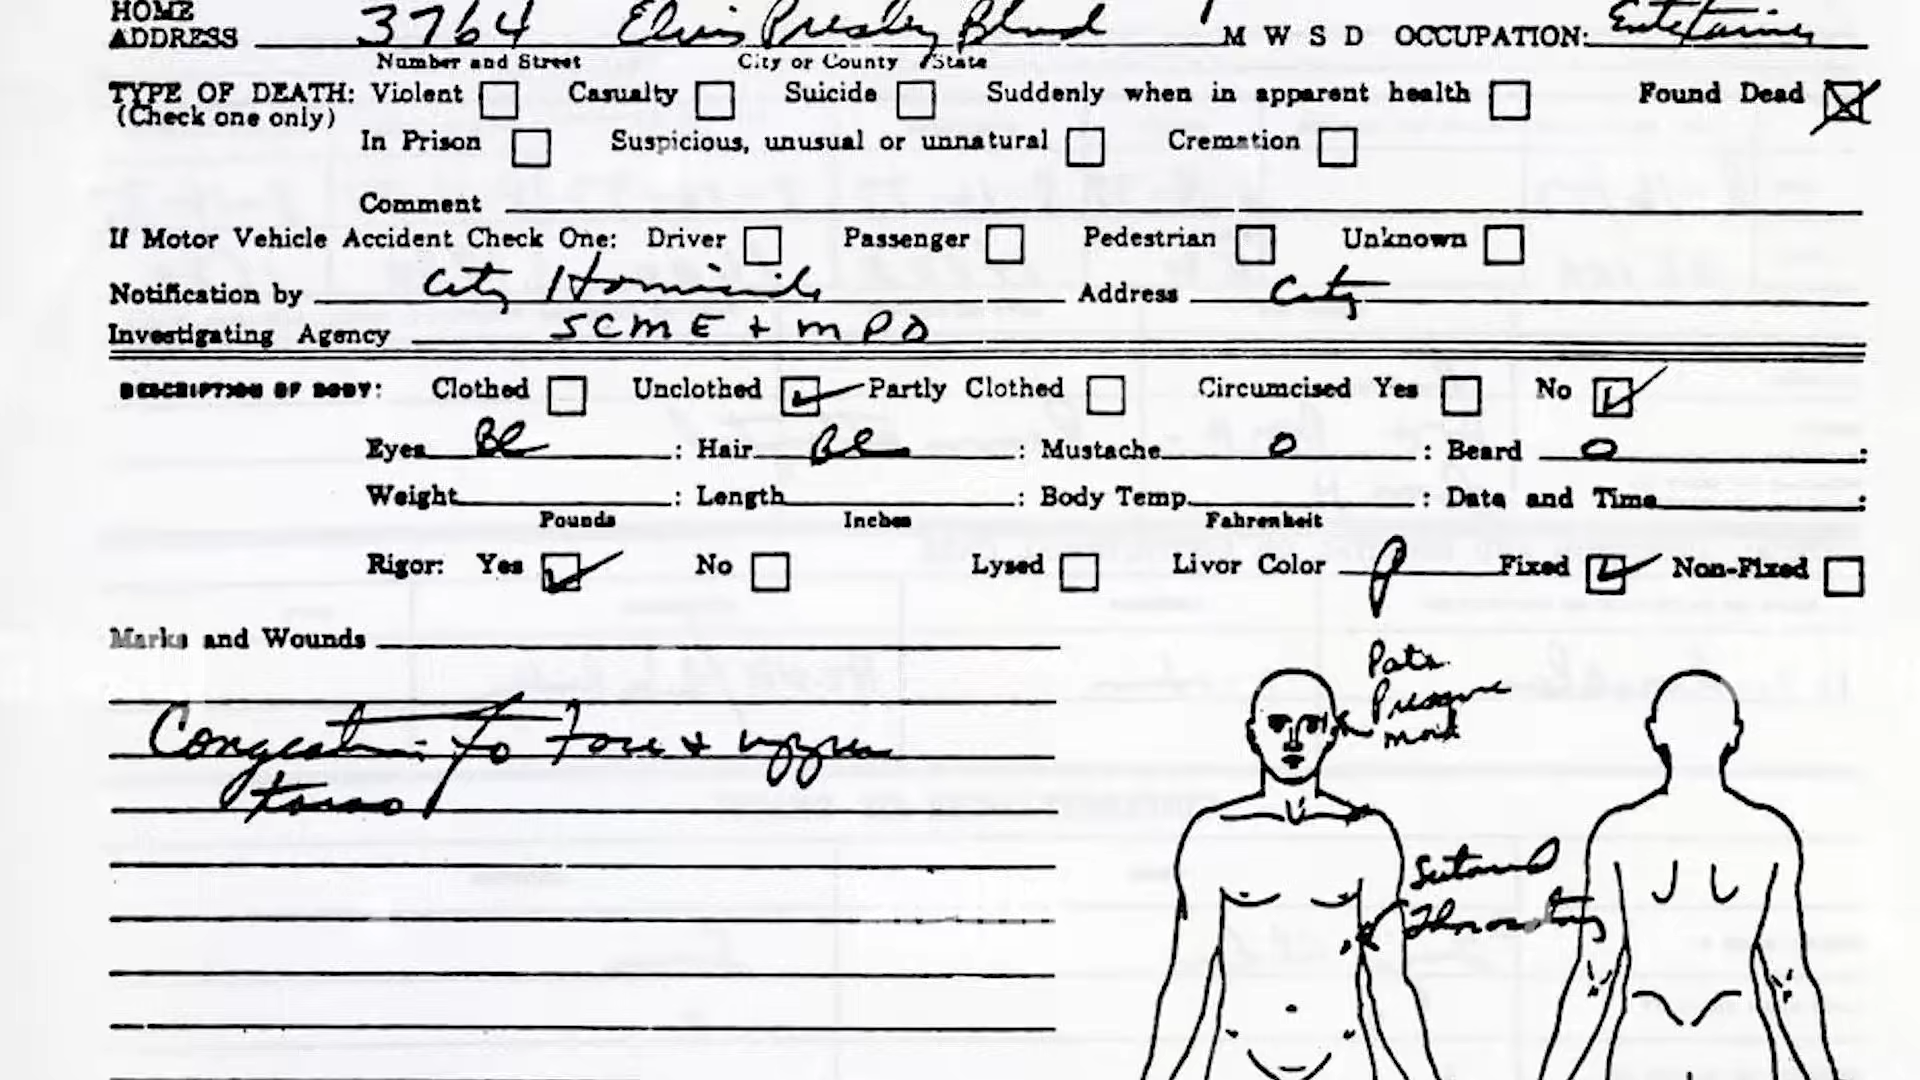 HOME
ADDRESS 3764 Elvis Presley Blvd M W S D OCCUPATION: Entertainer
Number and Street City or County /State
TYPE OF DEATH: Violent Casualty Suicide Suddenly when in apparent health Found Dead
(Check one only)
In Prison Suspicious, unusual or unnatural Cremation
Comment
If Motor Vehicle Accident Check One: Driver Passenger Pedestrian Unknown
Notification by City Homicide Address City
Investigating Agency SCME + MPD
DESCRIPTION OF BODY: Clothed Unclothed Partly Clothed Circumcised Yes No
Eyes Bl : Hair Bl : Mustache 0 : Beard 0 :
Weight : Length : Body Temp. : Date and Time :
Pounds Inches Fahrenheit
Rigor: Yes No Lysed Livor Color P Fixed Non-Fixed
Marks and Wounds
Congestion to Face & upper
torso
Pressure
Sutured
Thoracotomy